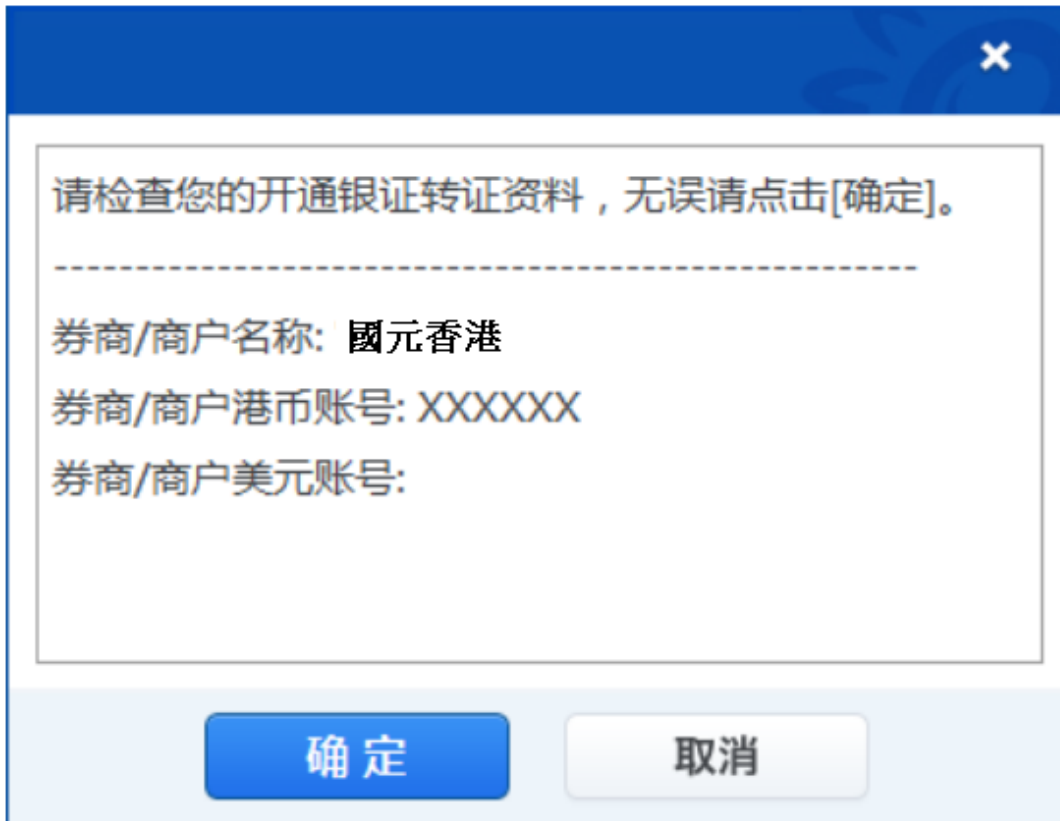 请检查您的开通银证转证资料，无误请点击[确定]。
------------------------------------------------------
券商/商户名称: 國元香港
券商/商户港币账号: XXXXXX
券商/商户美元账号:
确 定
取消